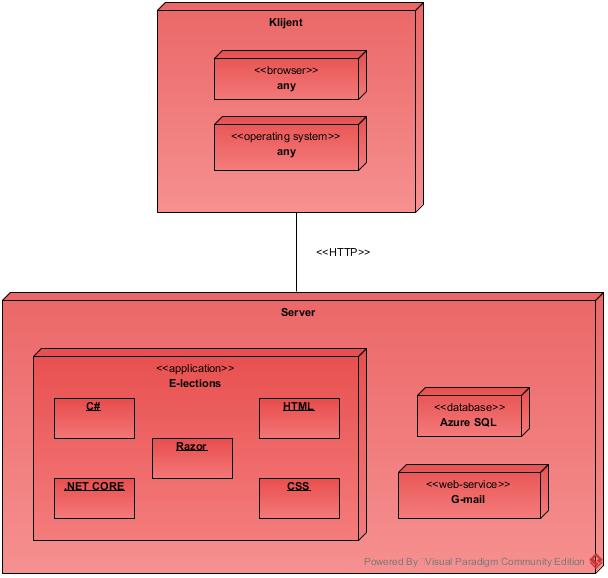 Klijent
<<browser>>
any
<<operating system>>
any
<<HTTP>>
Server
<<application>>
E-lections
C#
HTML
Razor
.NET CORE
CSS
<<database>>
Azure SQL
<<web-service>>
G-mail
Powered By Visual Paradigm Community Edition